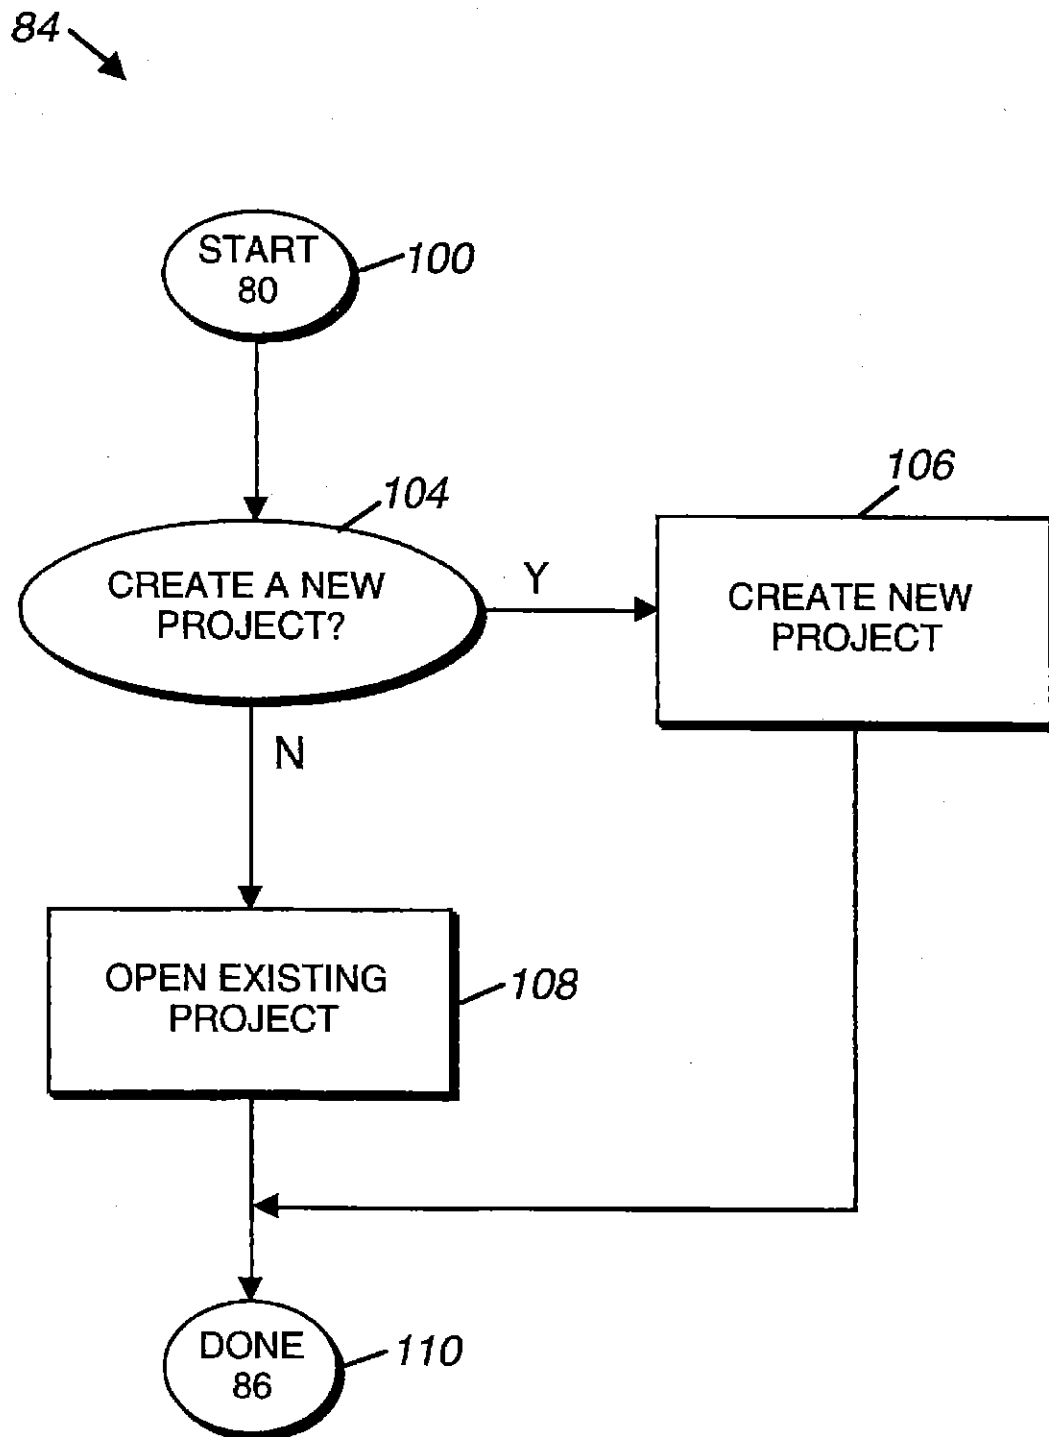 84
START
80
100
104
CREATE A NEW
PROJECT?
Y
106
CREATE NEW
PROJECT
N
OPEN EXISTING
PROJECT
108
DONE
86
110